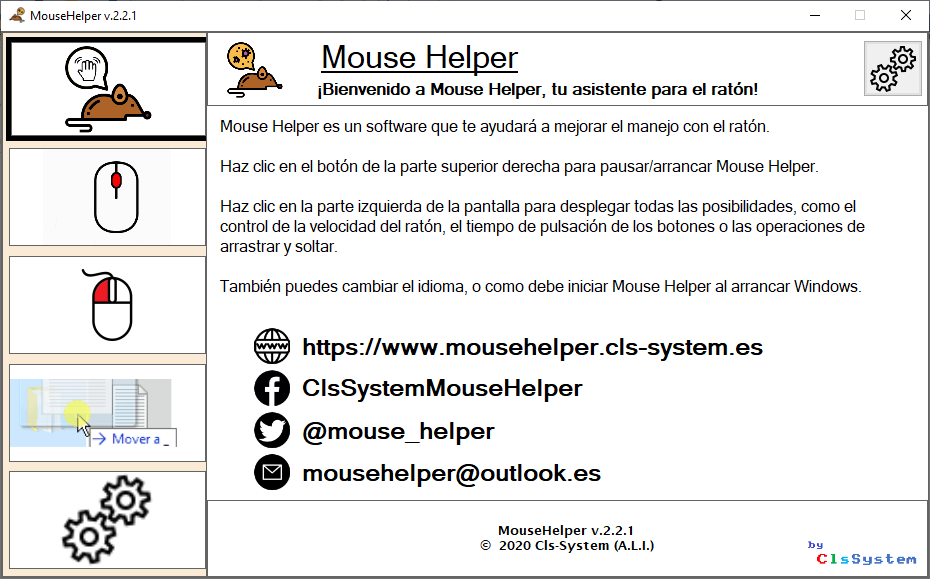 MouseHelper v.2.2.1
Mouse Helper
¡Bienvenido a Mouse Helper, tu asistente para el ratón!
Mouse Helper es un software que te ayudará a mejorar el manejo con el ratón.
Haz clic en el botón de la parte superior derecha para pausar/arrancar Mouse Helper.
Haz clic en la parte izquierda de la pantalla para desplegar todas las posibilidades, como el
control de la velocidad del ratón, el tiempo de pulsación de los botones o las operaciones de
arrastrar y soltar.
También puedes cambiar el idioma, o como debe iniciar Mouse Helper al arrancar Windows.
Mover a _
www
https://www.mousehelper.cls-system.es
ClsSystemMouseHelper
@mouse_helper
mousehelper@outlook.es
MouseHelper v.2.2.1
© 2020 Cls-System (A.L.I.)
by
ClsSystem